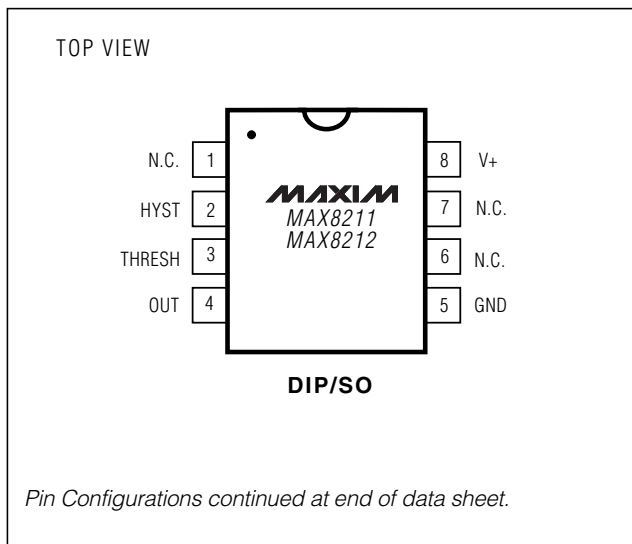 TOP VIEW
N.C. 1
HYST 2
THRESH 3
OUT 4
MAXIM
MAX8211
MAX8212
8 V+
7 N.C.
6 N.C.
5 GND
DIP/SO
Pin Configurations continued at end of data sheet.